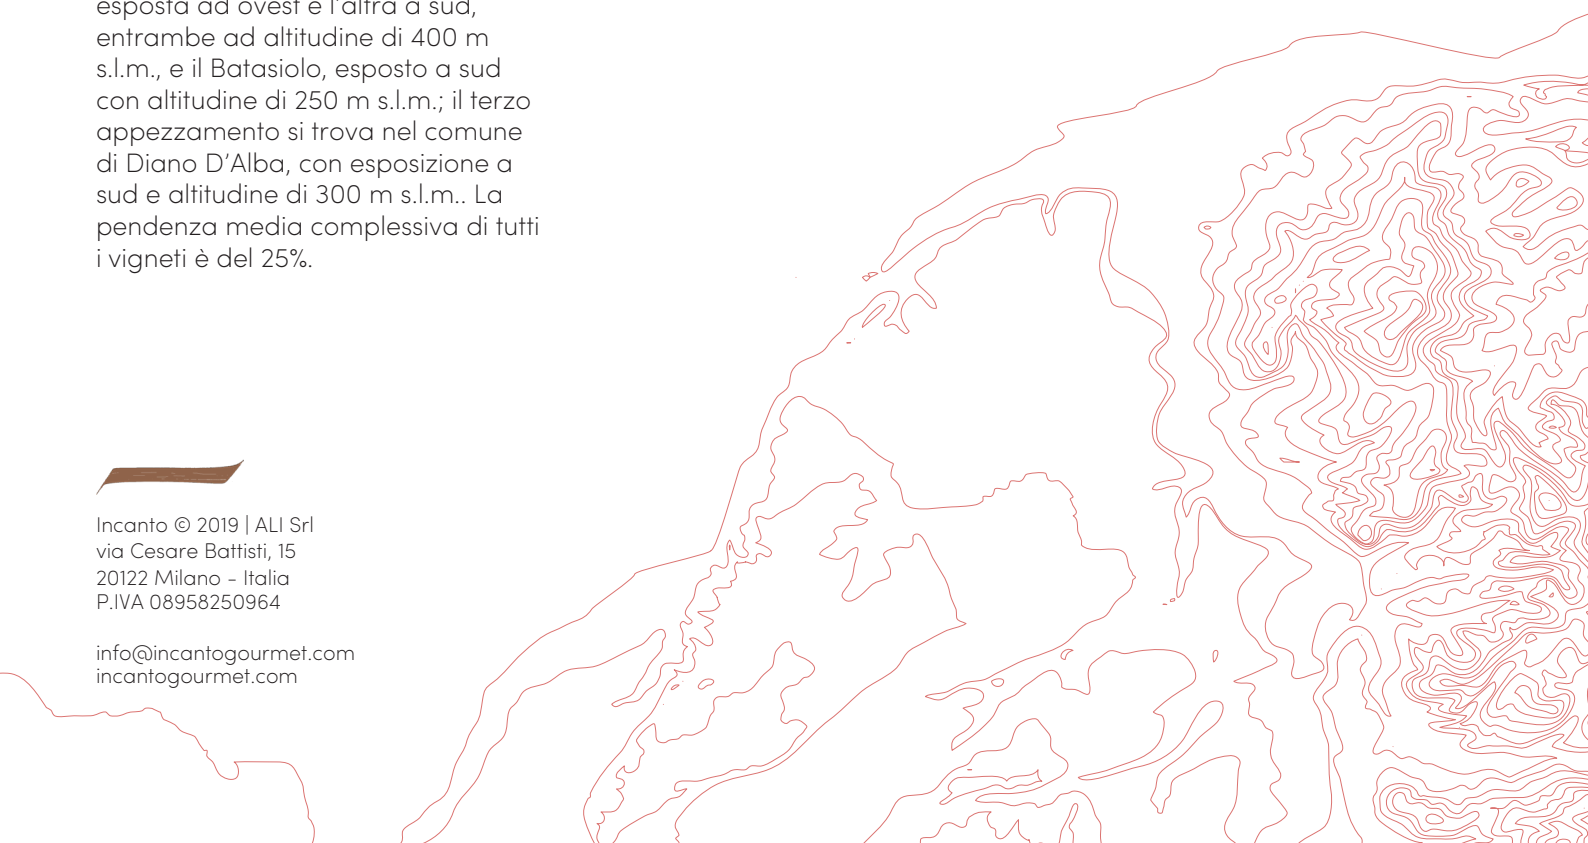 esposta ad ovest e l'altra a sud,
entrambe ad altitudine di 400 m
s.l.m., e il Batasiolo, esposto a sud
con altitudine di 250 m s.l.m.; il terzo
appezzamento si trova nel comune
di Diano D'Alba, con esposizione a
sud e altitudine di 300 m s.l.m.. La
pendenza media complessiva di tutti
i vigneti è del 25%.
Incanto © 2019 | ALI Srl
via Cesare Battisti, 15
20122 Milano - Italia
P.IVA 08958250964
info@incantogourmet.com
incantogourmet.com